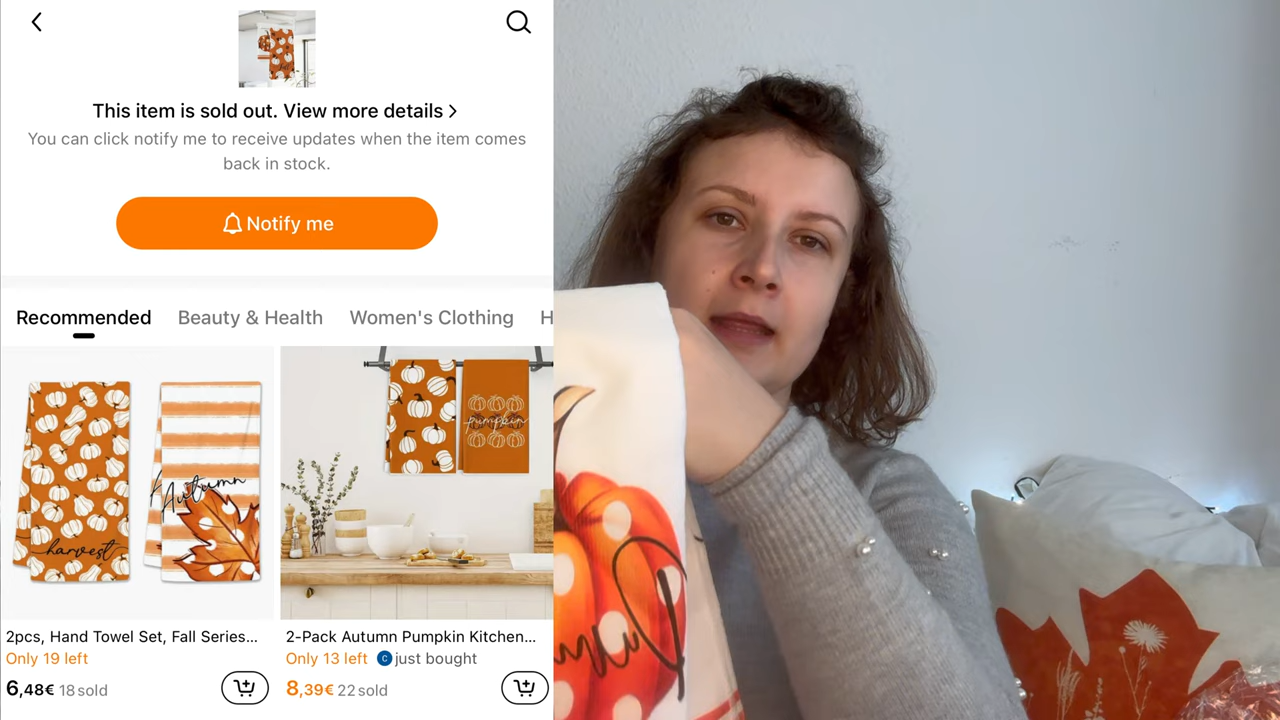 This item is sold out. View more details >
You can click notify me to receive updates when the item comes
back in stock.
Notify me
Recommended
Beauty & Health
Women's Clothing
H
harvest
Autumn
pumpkin
2pcs, Hand Towel Set, Fall Series...
Only 19 left
6,48€ 18 sold
2-Pack Autumn Pumpkin Kitchen...
Only 13 left C just bought
8,39€ 22 sold